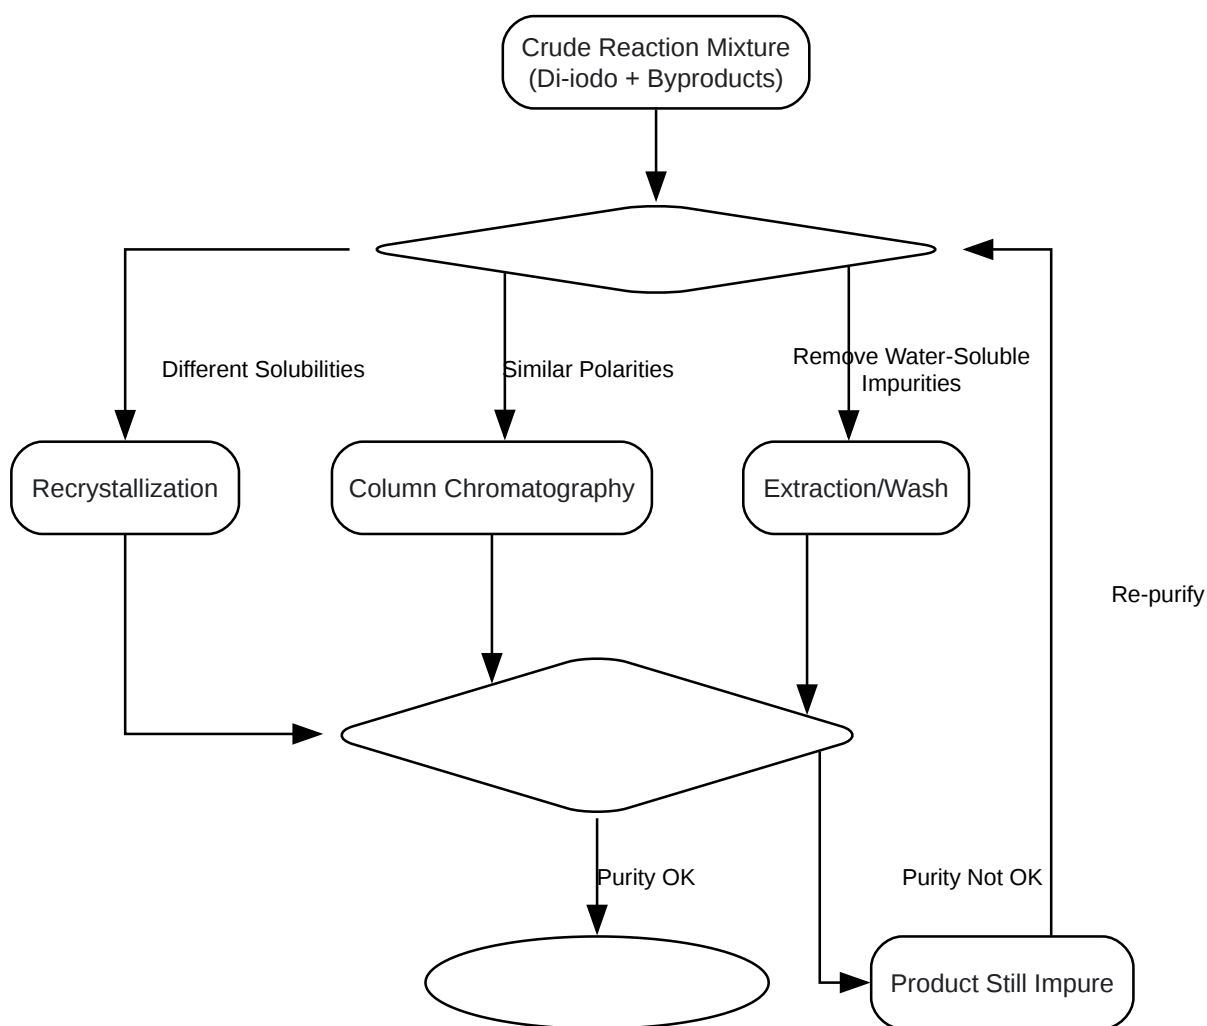 Crude Reaction Mixture
(Di-iodo + Byproducts)
Different Solubilities
Similar Polarities
Remove Water-Soluble
Impurities
Recrystallization
Column Chromatography
Extraction/Wash
Re-purify
Purity OK
Purity Not OK
Product Still Impure